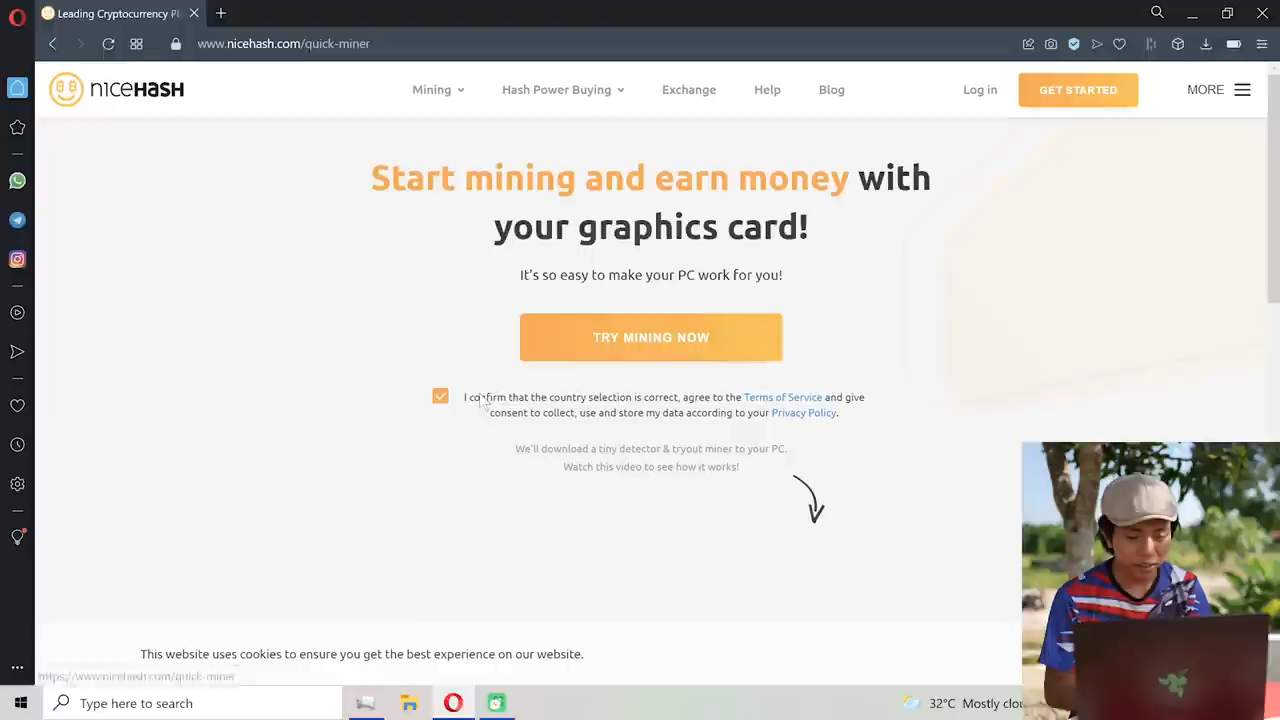 Leading Cryptocurrency Pl
www.nicehash.com/quick-miner
niceHASH
Mining
Hash Power Buying
Exchange
Help
Blog
Log in
GET STARTED
MORE
Start mining and earn money with
your graphics card!
It's so easy to make your PC work for you!
TRY MINING NOW
I confirm that the country selection is correct, agree to the Terms of Service and give
consent to collect, use and store my data according to your Privacy Policy.
We'll download a tiny detector & tryout miner to your PC.
Watch this video to see how it works!
This website uses cookies to ensure you get the best experience on our website.
https://www.nicehash.com/quick-miner
Type here to search
32°C Mostly clou